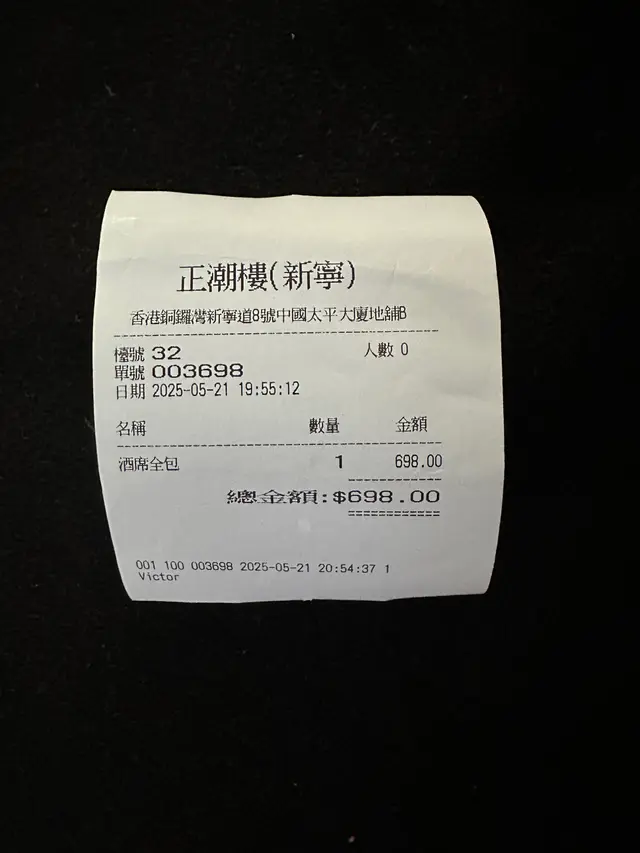 正潮樓(新寧)
香港銅鑼灣新寧道8號中國太平大廈地舖B
檯號 32 人數 0
單號 003698
日期 2025-05-21 19:55:12
名稱 數量 金額
酒席全包 1 698.00
總金額:$698.00
001 100 003698 2025-05-21 20:54:37 1
Victor